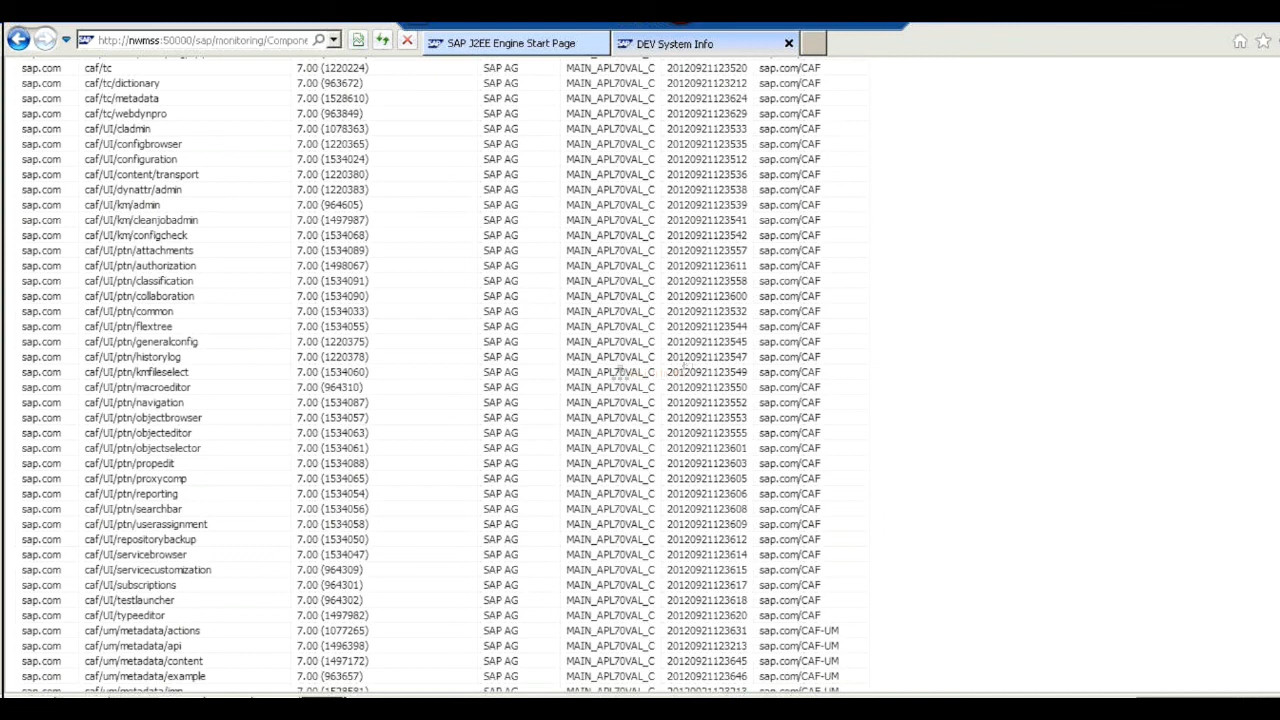 http://nwmss:50000/sap/monitoring/Compone
SAP J2EE Engine Start Page
DEV System Info
sap.com caf/tc 7.00 (1220224) SAP AG MAIN_APL70VAL_C 20120921123520 sap.com/CAF
sap.com caf/tc/dictionary 7.00 (963672) SAP AG MAIN_APL70VAL_C 20120921123212 sap.com/CAF
sap.com caf/tc/metadata 7.00 (1528610) SAP AG MAIN_APL70VAL_C 20120921123624 sap.com/CAF
sap.com caf/tc/webdynpro 7.00 (963849) SAP AG MAIN_APL70VAL_C 20120921123629 sap.com/CAF
sap.com caf/UI/cladmin 7.00 (1078363) SAP AG MAIN_APL70VAL_C 20120921123533 sap.com/CAF
sap.com caf/UI/configbrowser 7.00 (1220365) SAP AG MAIN_APL70VAL_C 20120921123535 sap.com/CAF
sap.com caf/UI/configuration 7.00 (1534024) SAP AG MAIN_APL70VAL_C 20120921123512 sap.com/CAF
sap.com caf/UI/content/transport 7.00 (1220380) SAP AG MAIN_APL70VAL_C 20120921123536 sap.com/CAF
sap.com caf/UI/dynattr/admin 7.00 (1220383) SAP AG MAIN_APL70VAL_C 20120921123538 sap.com/CAF
sap.com caf/UI/km/admin 7.00 (964605) SAP AG MAIN_APL70VAL_C 20120921123539 sap.com/CAF
sap.com caf/UI/km/cleanjobadmin 7.00 (1497987) SAP AG MAIN_APL70VAL_C 20120921123541 sap.com/CAF
sap.com caf/UI/km/configcheck 7.00 (1534068) SAP AG MAIN_APL70VAL_C 20120921123542 sap.com/CAF
sap.com caf/UI/ptn/attachments 7.00 (1534089) SAP AG MAIN_APL70VAL_C 20120921123557 sap.com/CAF
sap.com caf/UI/ptn/authorization 7.00 (1498067) SAP AG MAIN_APL70VAL_C 20120921123611 sap.com/CAF
sap.com caf/UI/ptn/classification 7.00 (1534091) SAP AG MAIN_APL70VAL_C 20120921123558 sap.com/CAF
sap.com caf/UI/ptn/collaboration 7.00 (1534090) SAP AG MAIN_APL70VAL_C 20120921123600 sap.com/CAF
sap.com caf/UI/ptn/common 7.00 (1534033) SAP AG MAIN_APL70VAL_C 20120921123532 sap.com/CAF
sap.com caf/UI/ptn/flextree 7.00 (1534055) SAP AG MAIN_APL70VAL_C 20120921123544 sap.com/CAF
sap.com caf/UI/ptn/generalconfig 7.00 (1220375) SAP AG MAIN_APL70VAL_C 20120921123545 sap.com/CAF
sap.com caf/UI/ptn/historylog 7.00 (1220378) SAP AG MAIN_APL70VAL_C 20120921123547 sap.com/CAF
sap.com caf/UI/ptn/kmfileselect 7.00 (1534060) SAP AG MAIN_APL70VAL_C 20120921123549 sap.com/CAF
sap.com caf/UI/ptn/macroeditor 7.00 (964310) SAP AG MAIN_APL70VAL_C 20120921123550 sap.com/CAF
sap.com caf/UI/ptn/navigation 7.00 (1534087) SAP AG MAIN_APL70VAL_C 20120921123552 sap.com/CAF
sap.com caf/UI/ptn/objectbrowser 7.00 (1534057) SAP AG MAIN_APL70VAL_C 20120921123553 sap.com/CAF
sap.com caf/UI/ptn/objecteditor 7.00 (1534063) SAP AG MAIN_APL70VAL_C 20120921123555 sap.com/CAF
sap.com caf/UI/ptn/objectselector 7.00 (1534061) SAP AG MAIN_APL70VAL_C 20120921123601 sap.com/CAF
sap.com caf/UI/ptn/propedit 7.00 (1534088) SAP AG MAIN_APL70VAL_C 20120921123603 sap.com/CAF
sap.com caf/UI/ptn/proxycomp 7.00 (1534065) SAP AG MAIN_APL70VAL_C 20120921123605 sap.com/CAF
sap.com caf/UI/ptn/reporting 7.00 (1534054) SAP AG MAIN_APL70VAL_C 20120921123606 sap.com/CAF
sap.com caf/UI/ptn/searchbar 7.00 (1534056) SAP AG MAIN_APL70VAL_C 20120921123608 sap.com/CAF
sap.com caf/UI/ptn/userassignment 7.00 (1534058) SAP AG MAIN_APL70VAL_C 20120921123609 sap.com/CAF
sap.com caf/UI/repositorybackup 7.00 (1534050) SAP AG MAIN_APL70VAL_C 20120921123612 sap.com/CAF
sap.com caf/UI/servicebrowser 7.00 (1534047) SAP AG MAIN_APL70VAL_C 20120921123614 sap.com/CAF
sap.com caf/UI/servicecustomization 7.00 (964309) SAP AG MAIN_APL70VAL_C 20120921123615 sap.com/CAF
sap.com caf/UI/subscriptions 7.00 (964301) SAP AG MAIN_APL70VAL_C 20120921123617 sap.com/CAF
sap.com caf/UI/testlauncher 7.00 (964302) SAP AG MAIN_APL70VAL_C 20120921123618 sap.com/CAF
sap.com caf/UI/typeeditor 7.00 (1497982) SAP AG MAIN_APL70VAL_C 20120921123620 sap.com/CAF
sap.com caf/um/metadata/actions 7.00 (1077265) SAP AG MAIN_APL70VAL_C 20120921123631 sap.com/CAF-UM
sap.com caf/um/metadata/api 7.00 (1496398) SAP AG MAIN_APL70VAL_C 20120921123213 sap.com/CAF-UM
sap.com caf/um/metadata/content 7.00 (1497172) SAP AG MAIN_APL70VAL_C 20120921123645 sap.com/CAF-UM
sap.com caf/um/metadata/example 7.00 (963657) SAP AG MAIN_APL70VAL_C 20120921123646 sap.com/CAF-UM
sap.com caf/um/metadata/imp 7.00 (1528581) SAP AG MAIN_APL70VAL_C 20120921123213 sap.com/CAF-UM